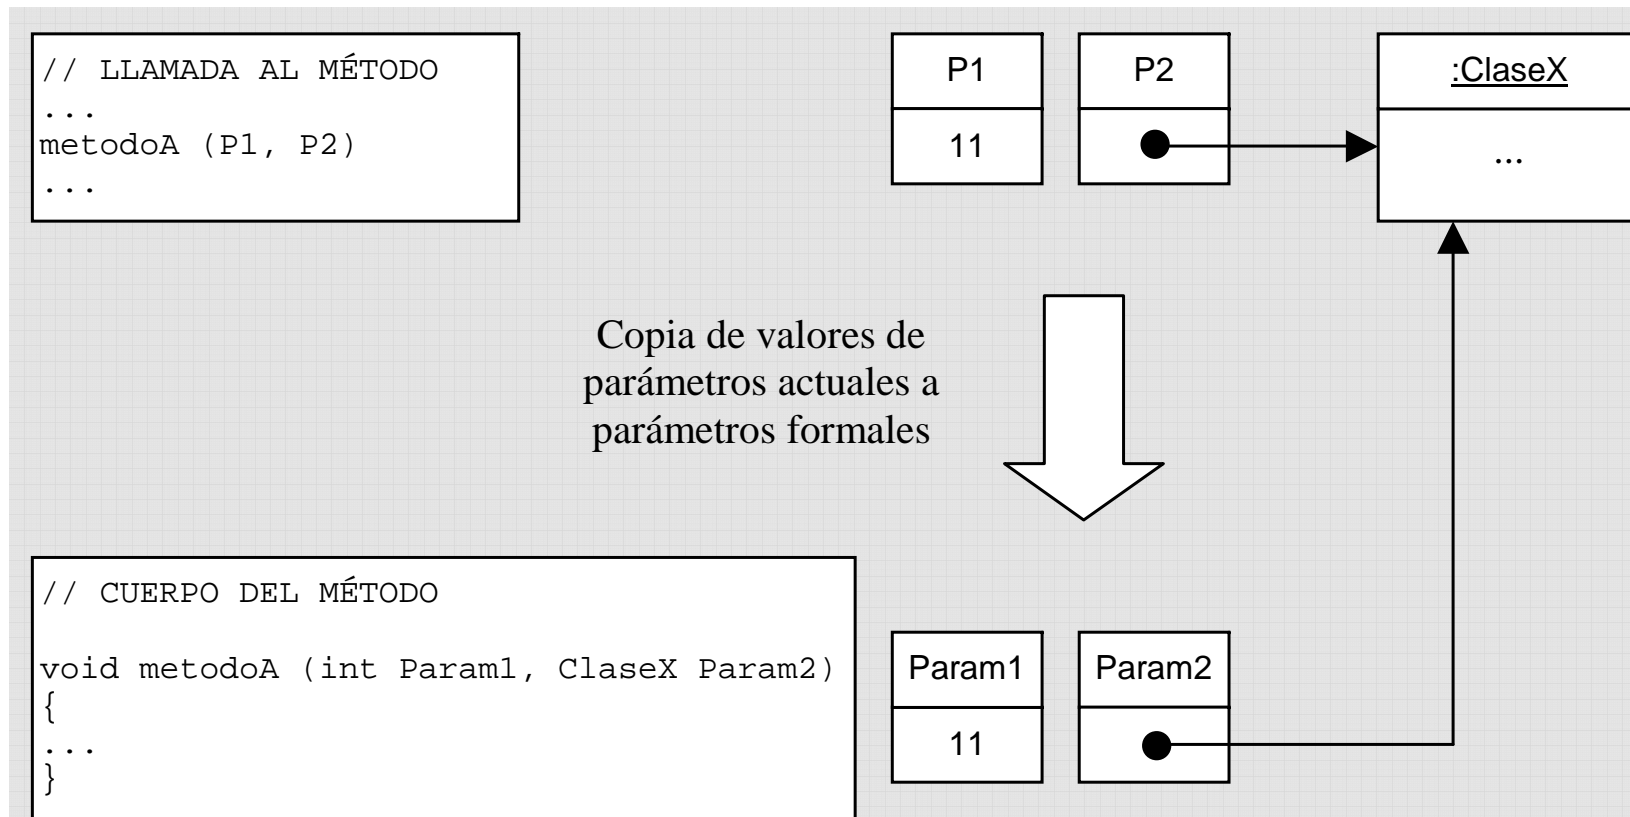 // LLAMADA AL MÉTODO
...
metodoA (P1, P2)
...
P1
11
P2
:ClaseX
...
Copia de valores de
parámetros actuales a
parámetros formales
// CUERPO DEL MÉTODO
void metodoA (int Param1, ClaseX Param2)
{
...
}
Param1
11
Param2